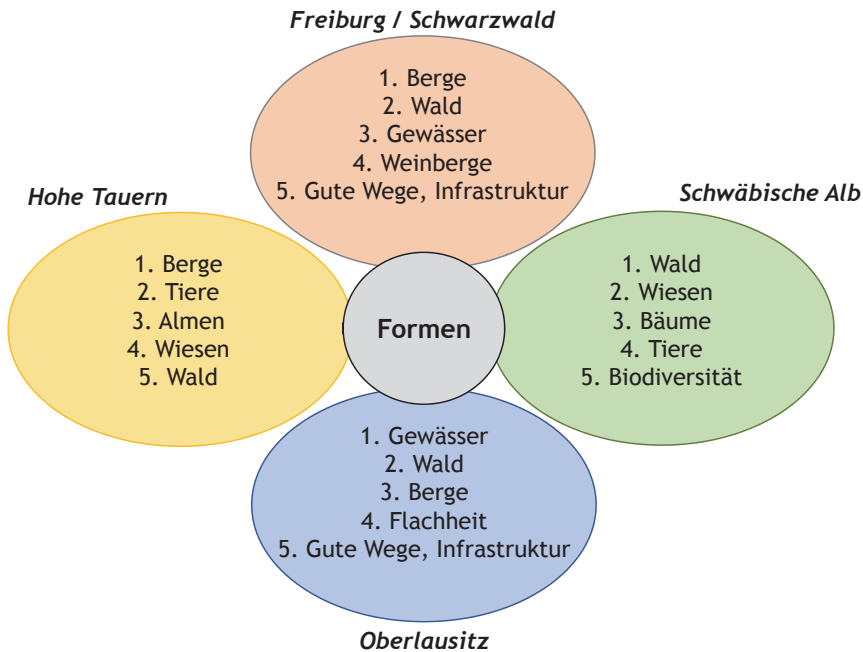 Freiburg / Schwarzwald
1. Berge
2. Wald
3. Gewässer
4. Weinberge
5. Gute Wege, Infrastruktur
Hohe Tauern
1. Berge
2. Tiere
3. Almen
4. Wiesen
5. Wald
Schwäbische Alb
1. Wald
2. Wiesen
3. Bäume
4. Tiere
5. Biodiversität
Formen
1. Gewässer
2. Wald
3. Berge
4. Flachheit
5. Gute Wege, Infrastruktur
Oberlausitz